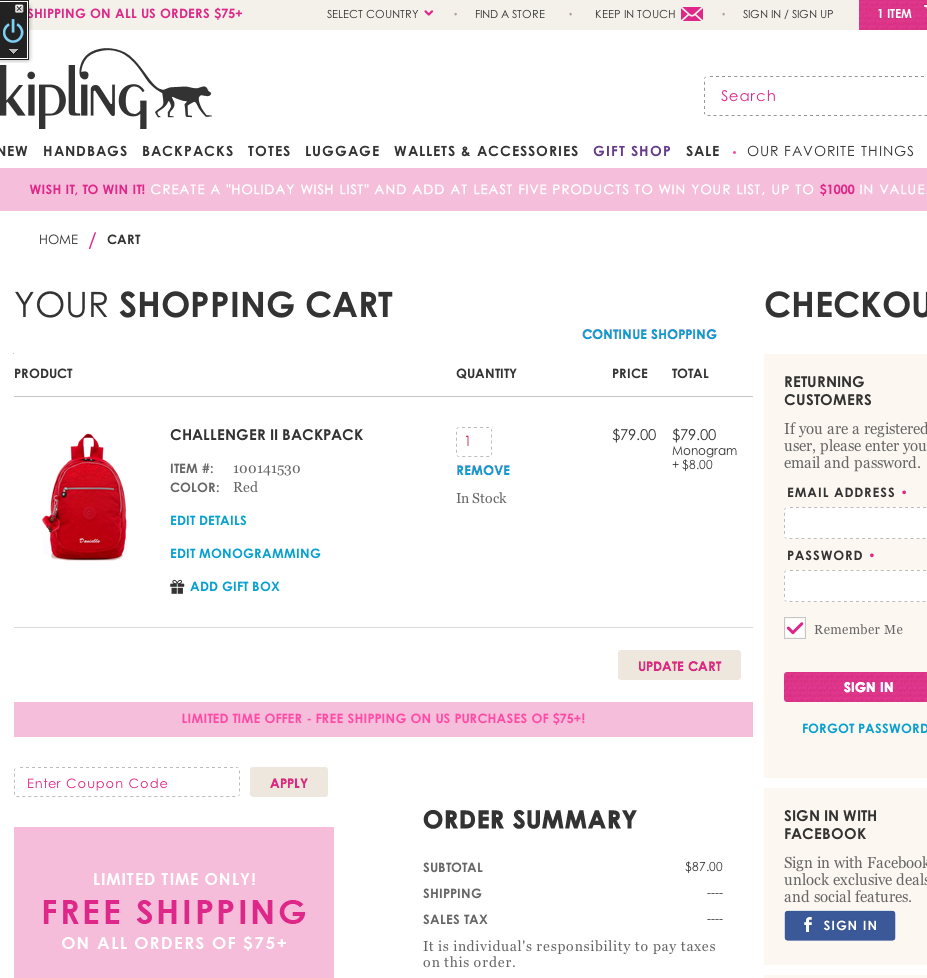 SHIPPING ON ALL US ORDERS $75+
SELECT COUNTRY • FIND A STORE • KEEP IN TOUCH • SIGN IN / SIGN UP
1 ITEM
kipling
Search
NEW HANDBAGS BACKPACKS TOTES LUGGAGE WALLETS & ACCESSORIES GIFT SHOP SALE • OUR FAVORITE THINGS
WISH IT, TO WIN IT! CREATE A "HOLIDAY WISH LIST" AND ADD AT LEAST FIVE PRODUCTS TO WIN YOUR LIST, UP TO $1000 IN VALUE
HOME / CART
YOUR SHOPPING CART
CONTINUE SHOPPING
PRODUCT QUANTITY PRICE TOTAL
CHALLENGER II BACKPACK
ITEM #: 100141530
COLOR: Red
EDIT DETAILS
EDIT MONOGRAMMING
ADD GIFT BOX
Danielle
1
REMOVE
In Stock
$79.00
$79.00
Monogram
+ $8.00
UPDATE CART
LIMITED TIME OFFER - FREE SHIPPING ON US PURCHASES OF $75+!
Enter Coupon Code
APPLY
LIMITED TIME ONLY!
FREE SHIPPING
ON ALL ORDERS OF $75+
ORDER SUMMARY
SUBTOTAL $87.00
SHIPPING ----
SALES TAX ----
It is individual's responsibility to pay taxes
on this order.
CHECKOU
RETURNING
CUSTOMERS
If you are a registered
user, please enter you
email and password.
EMAIL ADDRESS •
PASSWORD •
Remember Me
SIGN IN
FORGOT PASSWORD
SIGN IN WITH
FACEBOOK
Sign in with Facebook
unlock exclusive deals
and social features.
f SIGN IN